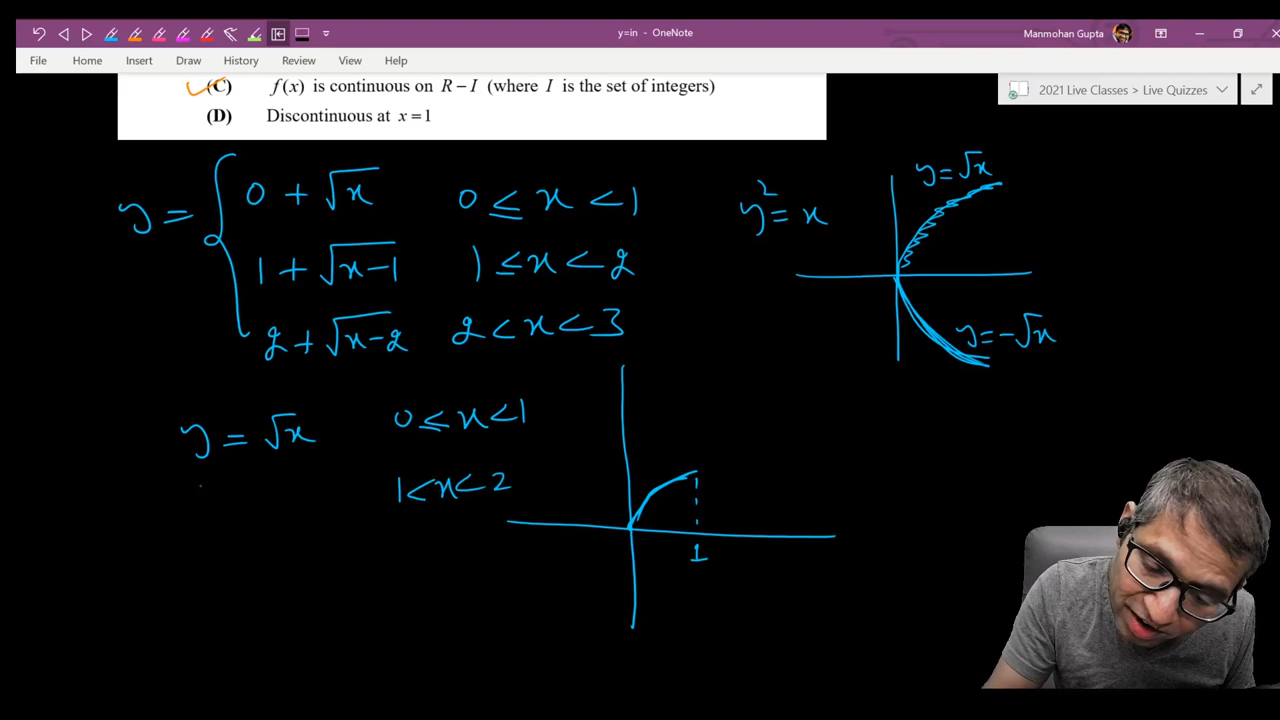 y=in - OneNote
Manmohan Gupta
File Home Insert Draw History Review View Help
2021 Live Classes > Live Quizzes
(C) f(x) is continuous on R – I (where I is the set of integers)
(D) Discontinuous at x = 1
y = { 0 + √x 0 ≤ x < 1
1 + √x-1 1 ≤ x < 2
2 + √x-2 2 < x < 3
y² = x
y = √x
y = -√x
y = √x 0 ≤ x < 1
1 < x < 2
1